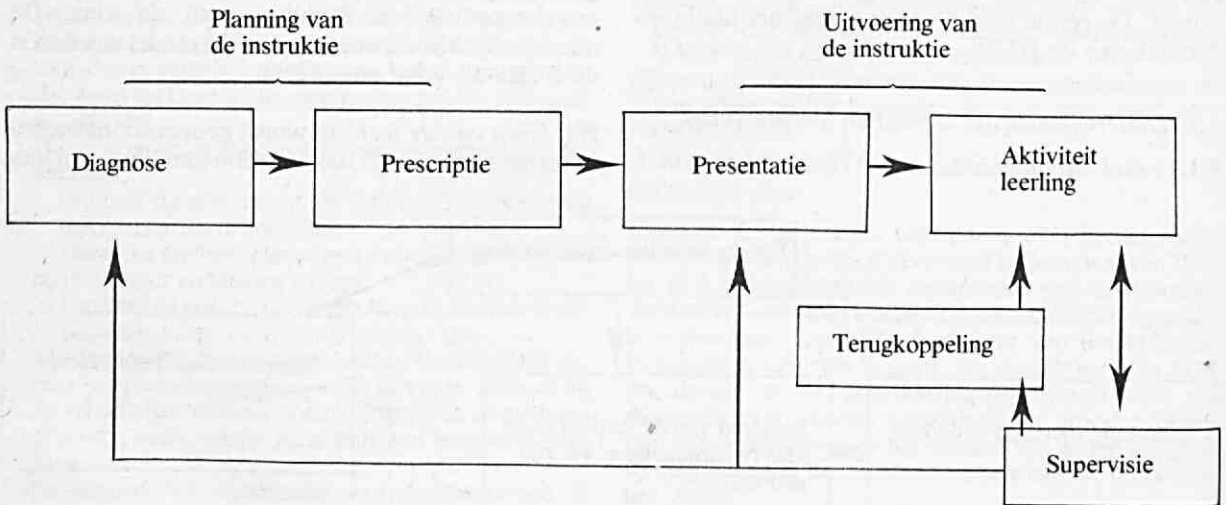 Planning van
de instruktie
Uitvoering van
de instruktie
Diagnose
Prescriptie
Presentatie
Aktiviteit
leerling
Terugkoppeling
Supervisie